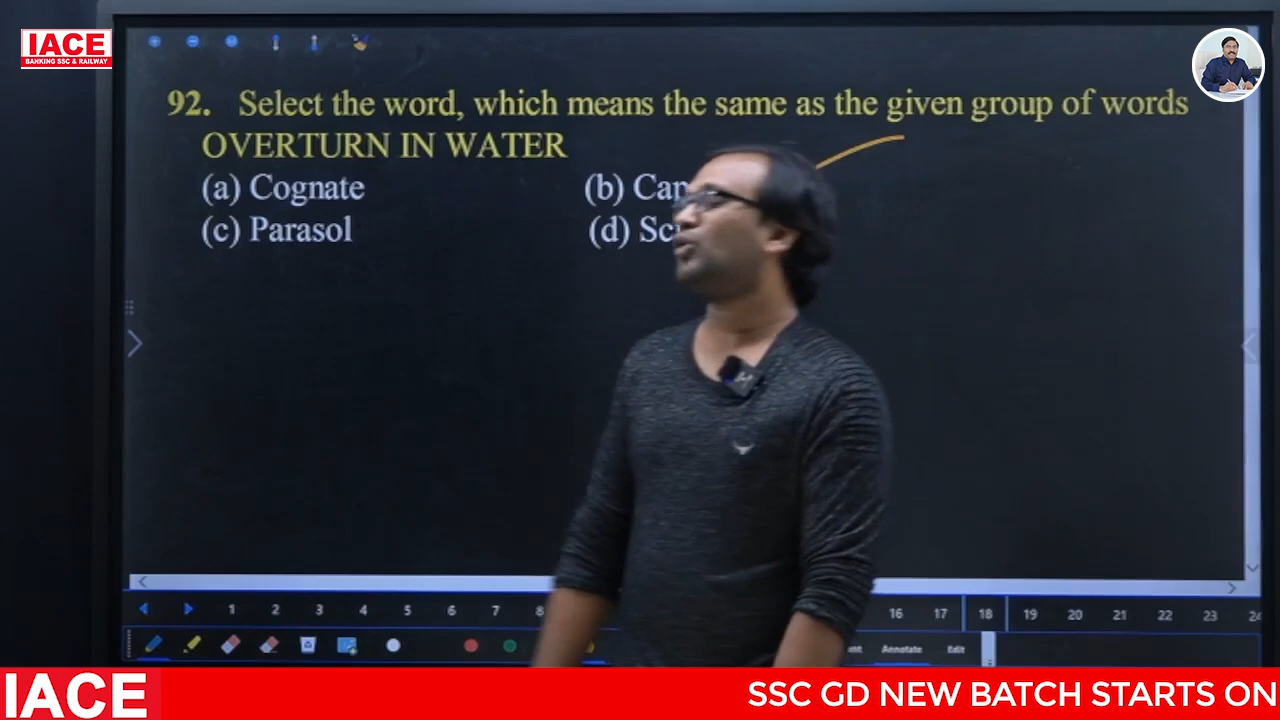 IACE
BANKING SSC & RAILWAY
92. Select the word, which means the same as the given group of words
OVERTURN IN WATER
(a) Cognate (b)
(c) Parasol (d)
1 2 3 4 5 6 7 8 16 17 18 19 20 21 22 23
Annotate Edit
IACE SSC GD NEW BATCH STARTS ON